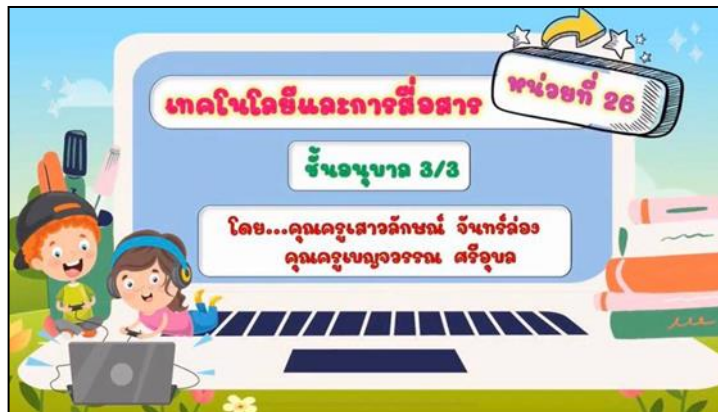 หน่วยที่ 26
เทคโนโลยีและการสื่อสาร
ชั้นอนุบาล 3/3
โดย...คุณครูเสาวลักษณ์ จันทร์ล่อง
คุณครูเบญจวรรณ ศรีอุบล